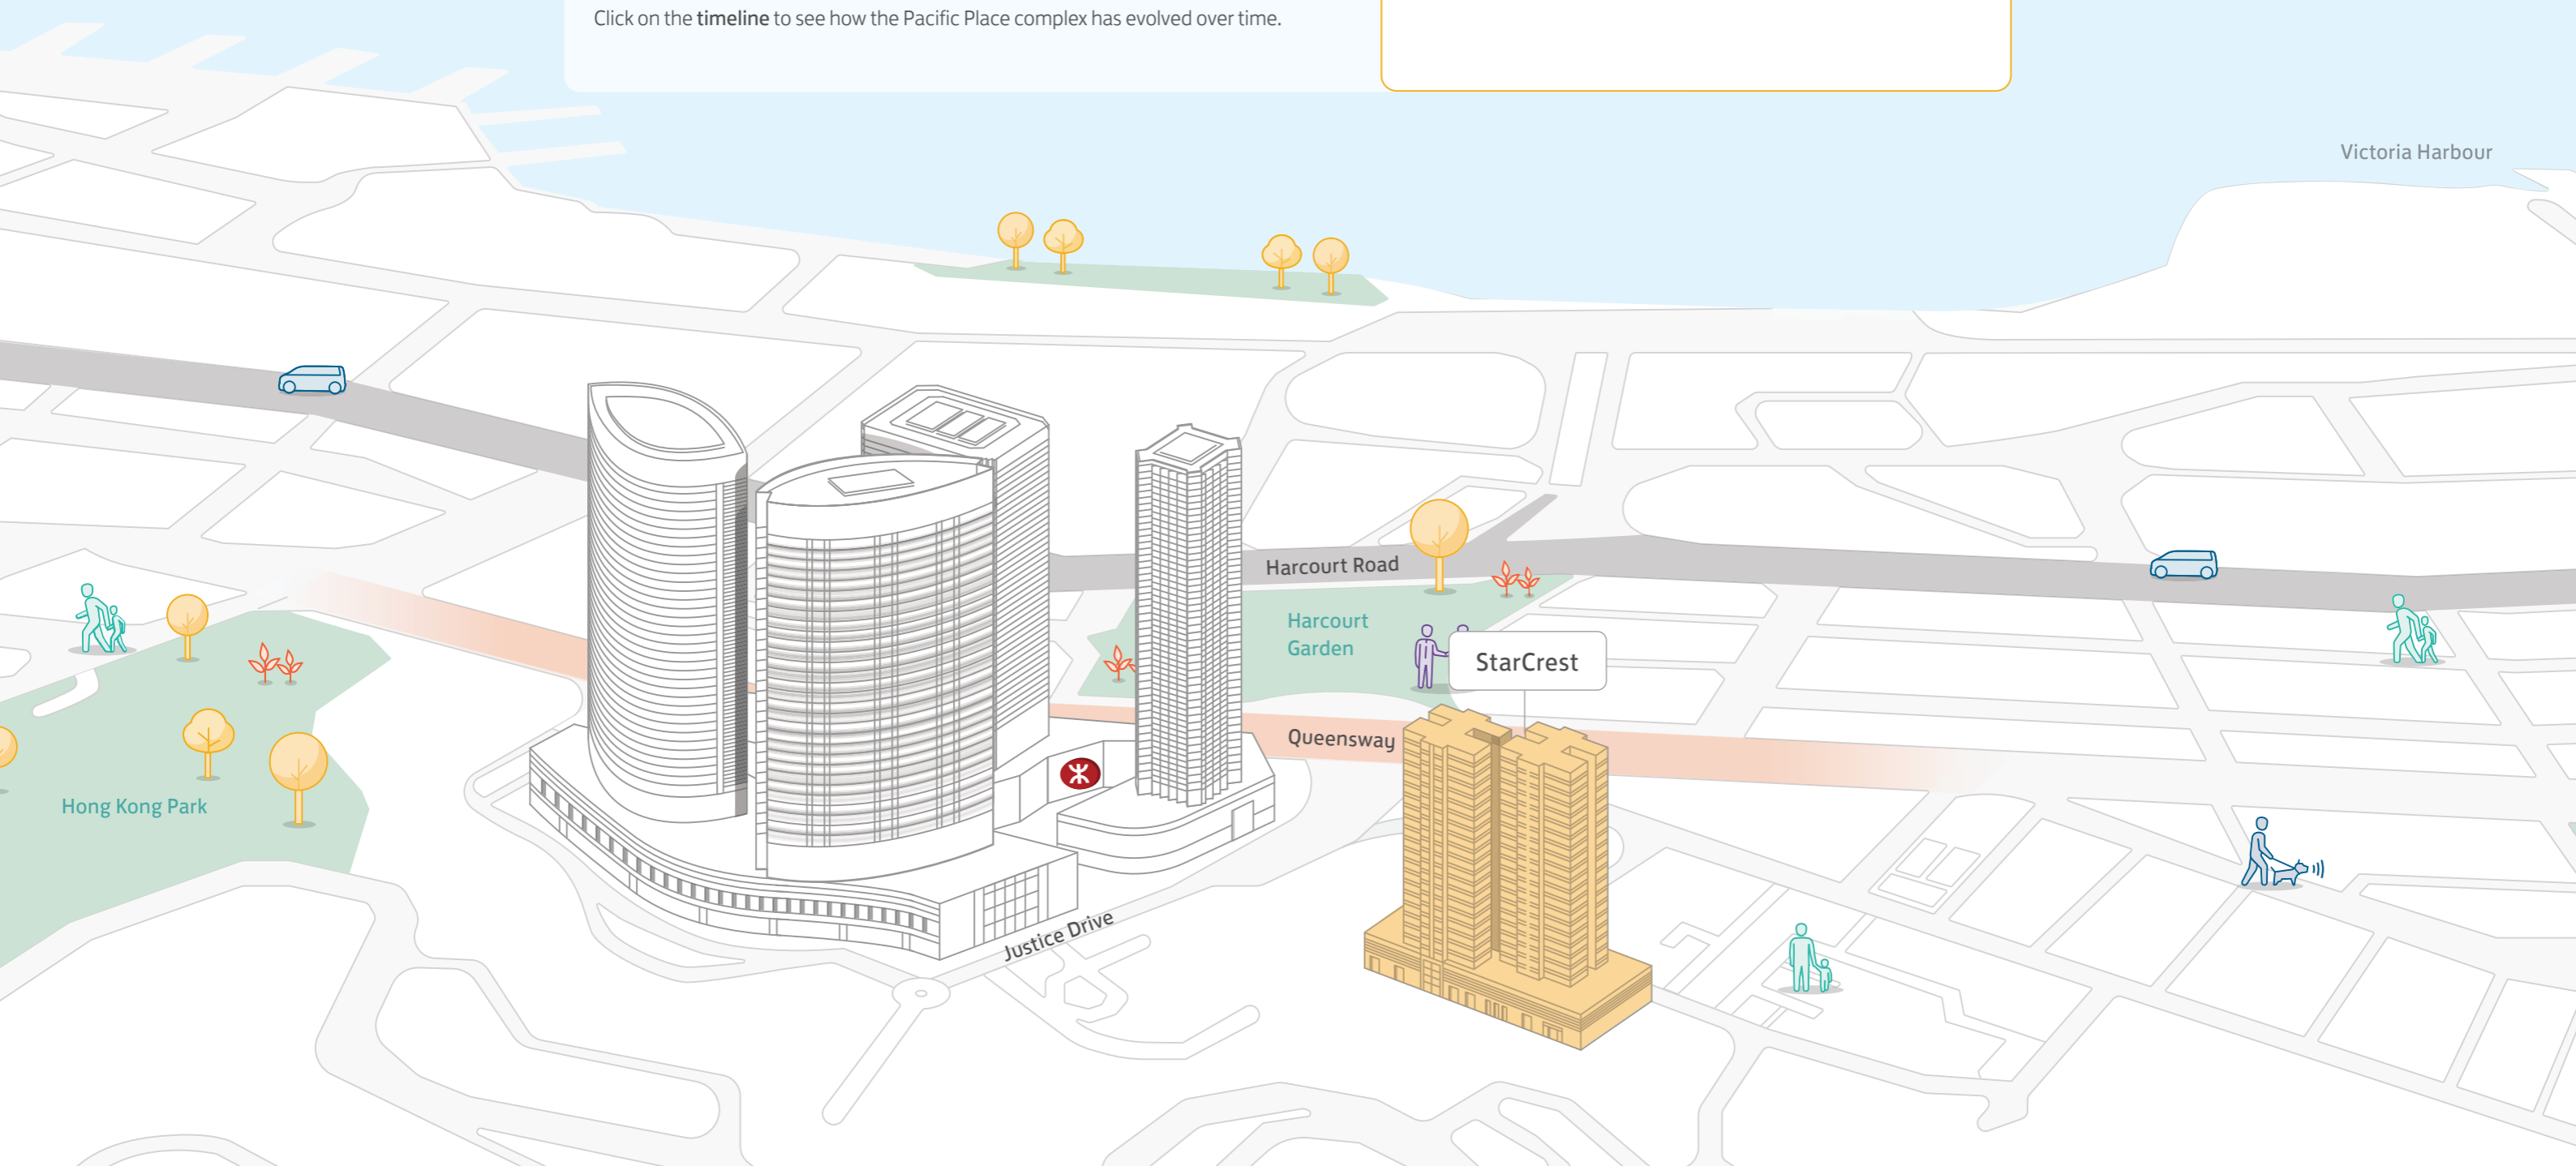 Click on the timeline to see how the Pacific Place complex has evolved over time.
Victoria Harbour
Harcourt Road
Harcourt
Garden
StarCrest
Queensway
Hong Kong Park
Justice Drive